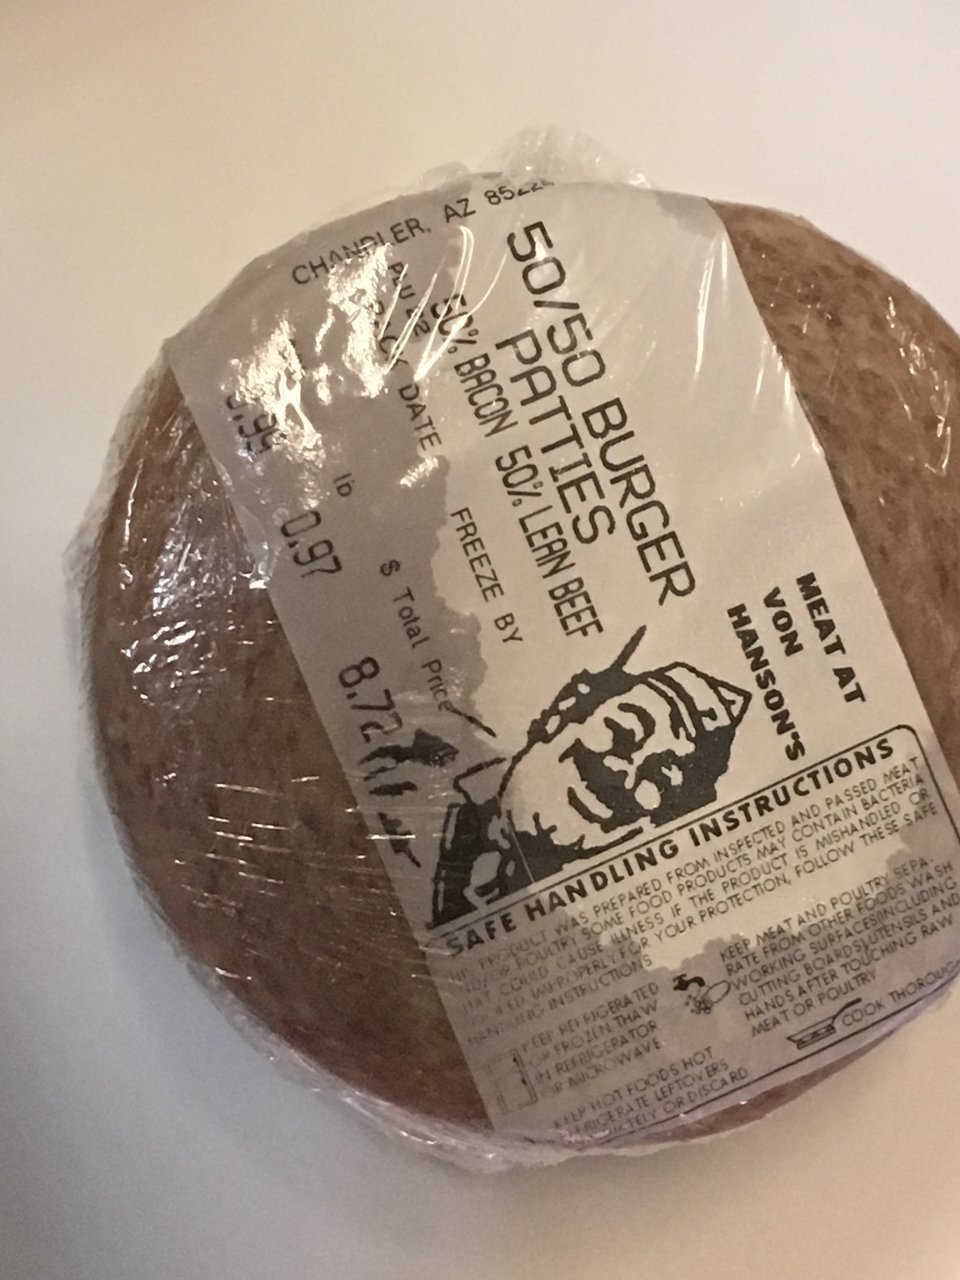 CHANDLER, AZ
50/50 BURGER
PATTIES
50% BACON 50% LEAN BEEF
DATE
FREEZE BY
lb
$ Total Price
0.97
8.72
MEAT AT
VON
HANSON'S
SAFE HANDLING INSTRUCTIONS
PRODUCT WAS PREPARED FROM INSPECTED AND PASSED MEAT
POULTRY SOME FOOD PRODUCTS MAY CONTAIN BACTERIA
THAT COULD CAUSE ILLNESS IF THE PRODUCT IS MISHANDLED OR
IMPROPERLY FOR YOUR PROTECTION, FOLLOW THESE SAFE
HANDLING INSTRUCTIONS
KEEP REFRIGERATED
OR FROZEN THAW
IN REFRIGERATOR
OR MICROWAVE.
KEEP MEAT AND POULTRY SEPA-
RATE FROM OTHER FOODS WASH
WORKING SURFACES(INCLUDING
CUTTING BOARDS),UTENSILS AND
HANDS AFTER TOUCHING RAW
MEAT OR POULTRY
COOK
KEEP HOT FOODS HOT
LEFTOVERS
OR DISCARD